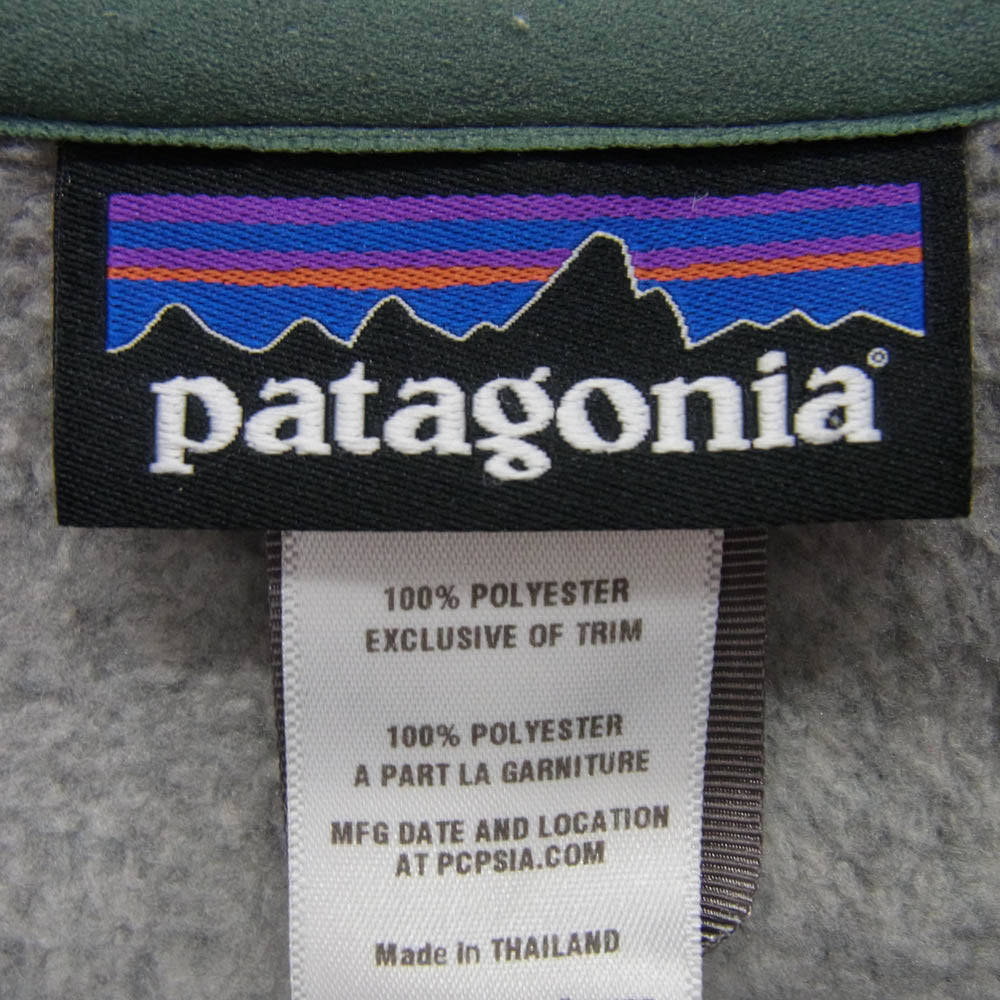 patagonia®
100% POLYESTER
EXCLUSIVE OF TRIM
100% POLYESTER
A PART LA GARNITURE
MFG DATE AND LOCATION
AT PCPSIA.COM
Made in THAILAND